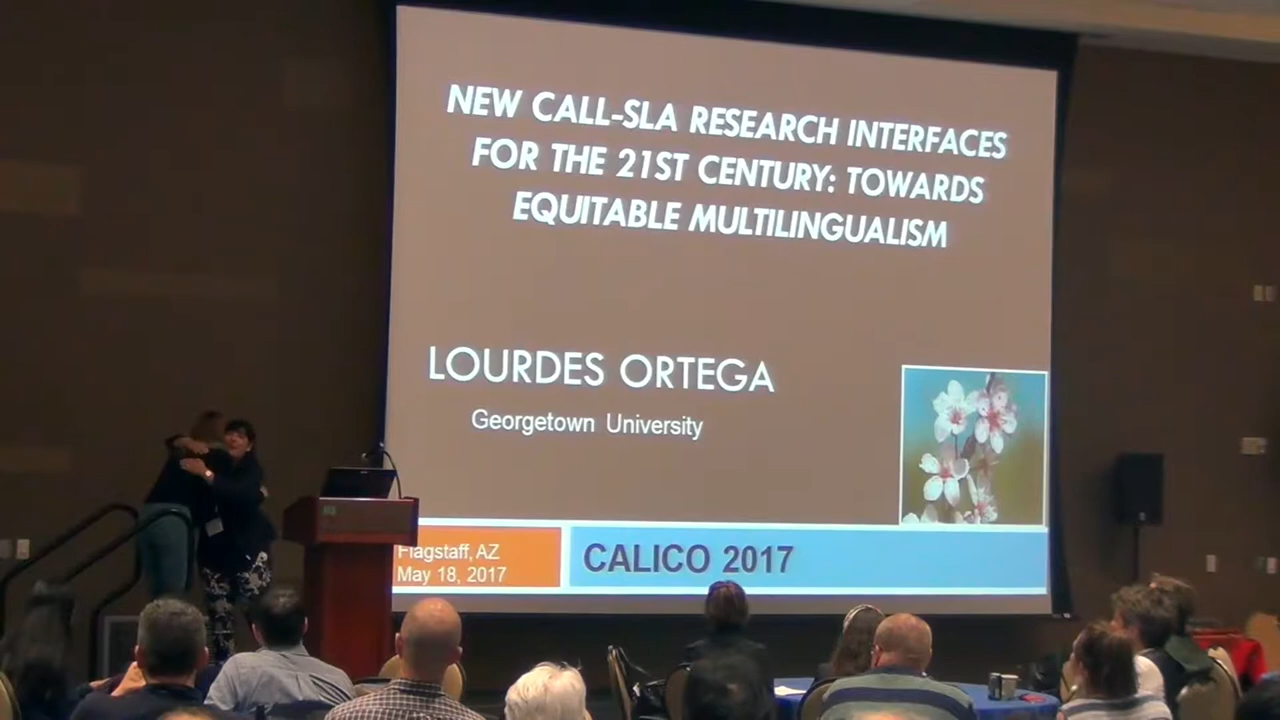 NEW CALL-SLA RESEARCH INTERFACES
FOR THE 21ST CENTURY: TOWARDS
EQUITABLE MULTILINGUALISM
LOURDES ORTEGA
Georgetown University
Flagstaff, AZ
May 18, 2017
CALICO 2017